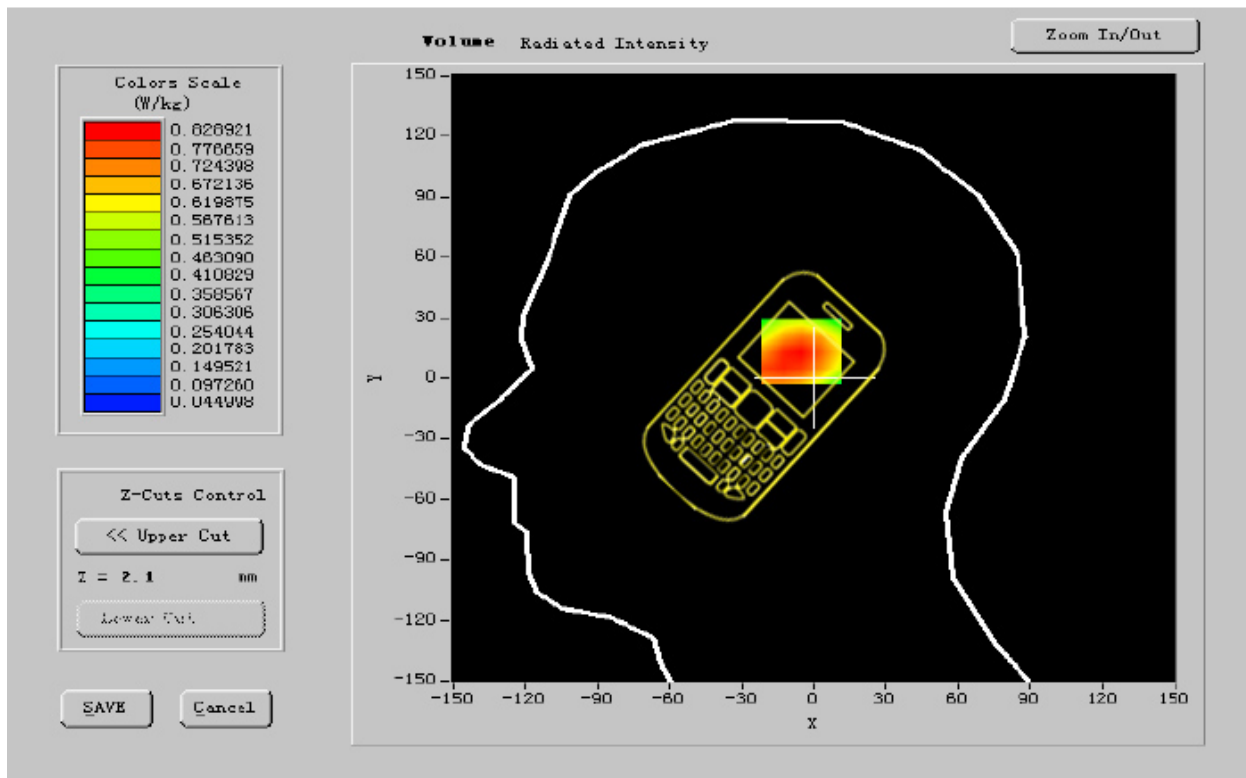 Volume Radiated Intensity
Zoom In/Out
Colors Scale
(W/kg)
0.828921
0.776659
0.724398
0.672136
0.619875
0.567613
0.515352
0.463090
0.410829
0.358567
0.306306
0.254044
0.201783
0.149521
0.097260
0.044998
Z-Cuts Control
<< Upper Cut
Z = 2.1 mm
Lower Cut
SAVE
Cancel
150
120
90
60
30
0
-30
-60
-90
-120
-150
Y
-150 -120 -90 -60 -30 0 30 60 90 120 150
X